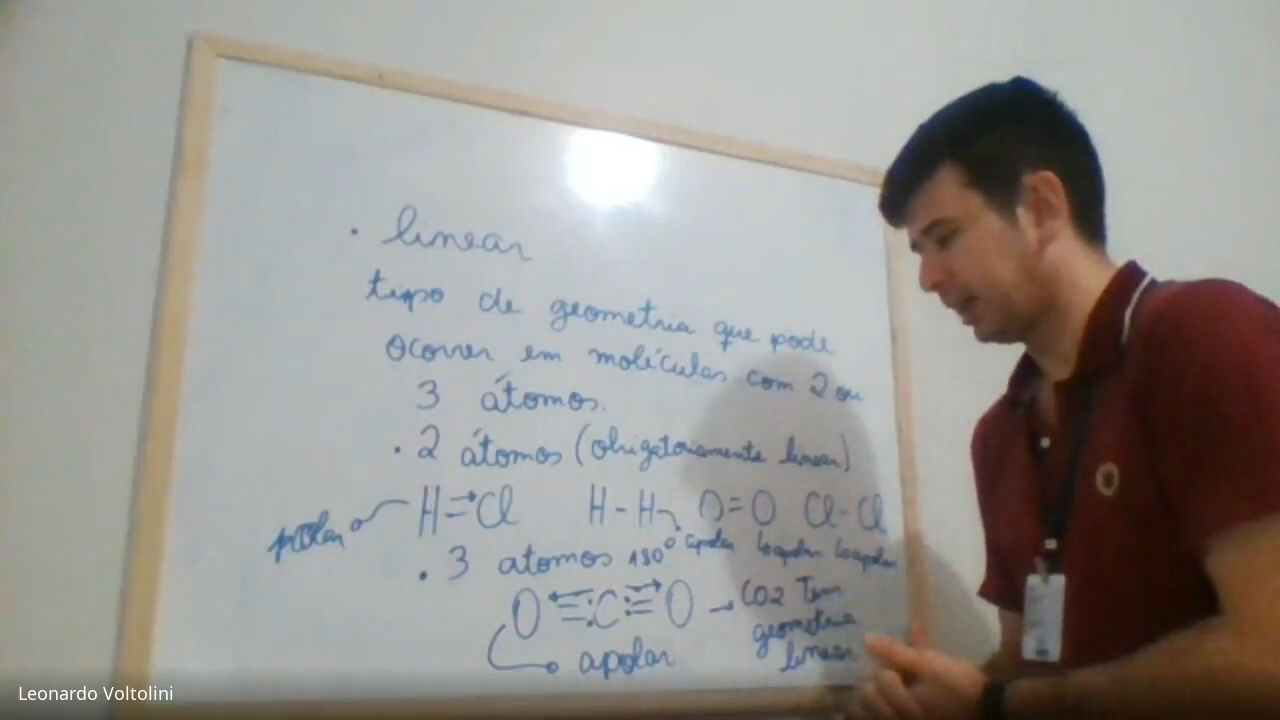 . linear
tipo de geometria que pode
ocorrer em moléculas com 2 ou
3 átomos.
. 2 átomos (obrigatoriamente linear)
polar H → Cl H - H O = O Cl - Cl
apolar apolar apolar
. 3 atomos 180°
O C O → CO2 Tem
geometria
linear
apolar
Leonardo Voltolini